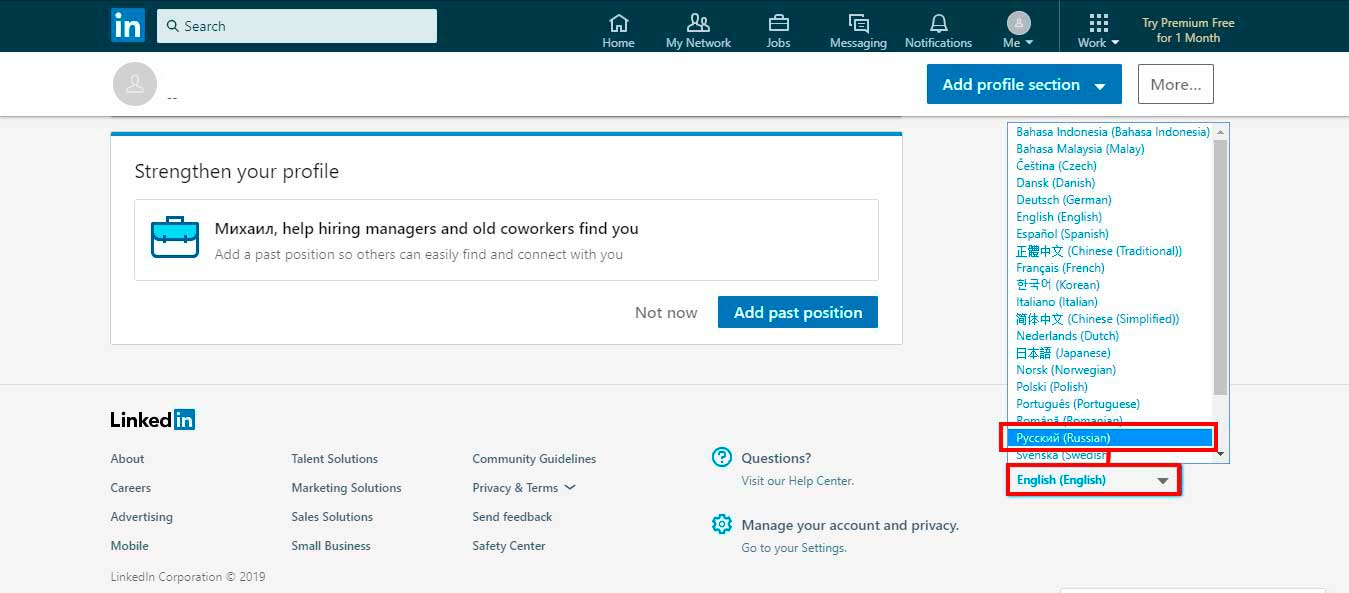 in
Search
Home
My Network
Jobs
Messaging
Notifications
Me
Work
Try Premium Free
for 1 Month
--
Add profile section
More...
Strengthen your profile
Михаил, help hiring managers and old coworkers find you
Add a past position so others can easily find and connect with you
Not now
Add past position
Bahasa Indonesia (Bahasa Indonesia)
Bahasa Malaysia (Malay)
Čeština (Czech)
Dansk (Danish)
Deutsch (German)
English (English)
Español (Spanish)
正體中文 (Chinese (Traditional))
Français (French)
한국어 (Korean)
Italiano (Italian)
简体中文 (Chinese (Simplified))
Nederlands (Dutch)
日本語 (Japanese)
Norsk (Norwegian)
Polski (Polish)
Português (Portuguese)
Română (Romanian)
Русский (Russian)
Svenska (Swedish)
English (English)
Linked in
About
Careers
Advertising
Mobile
Talent Solutions
Marketing Solutions
Sales Solutions
Small Business
Community Guidelines
Privacy & Terms
Send feedback
Safety Center
Questions?
Visit our Help Center.
Manage your account and privacy.
Go to your Settings.
LinkedIn Corporation © 2019